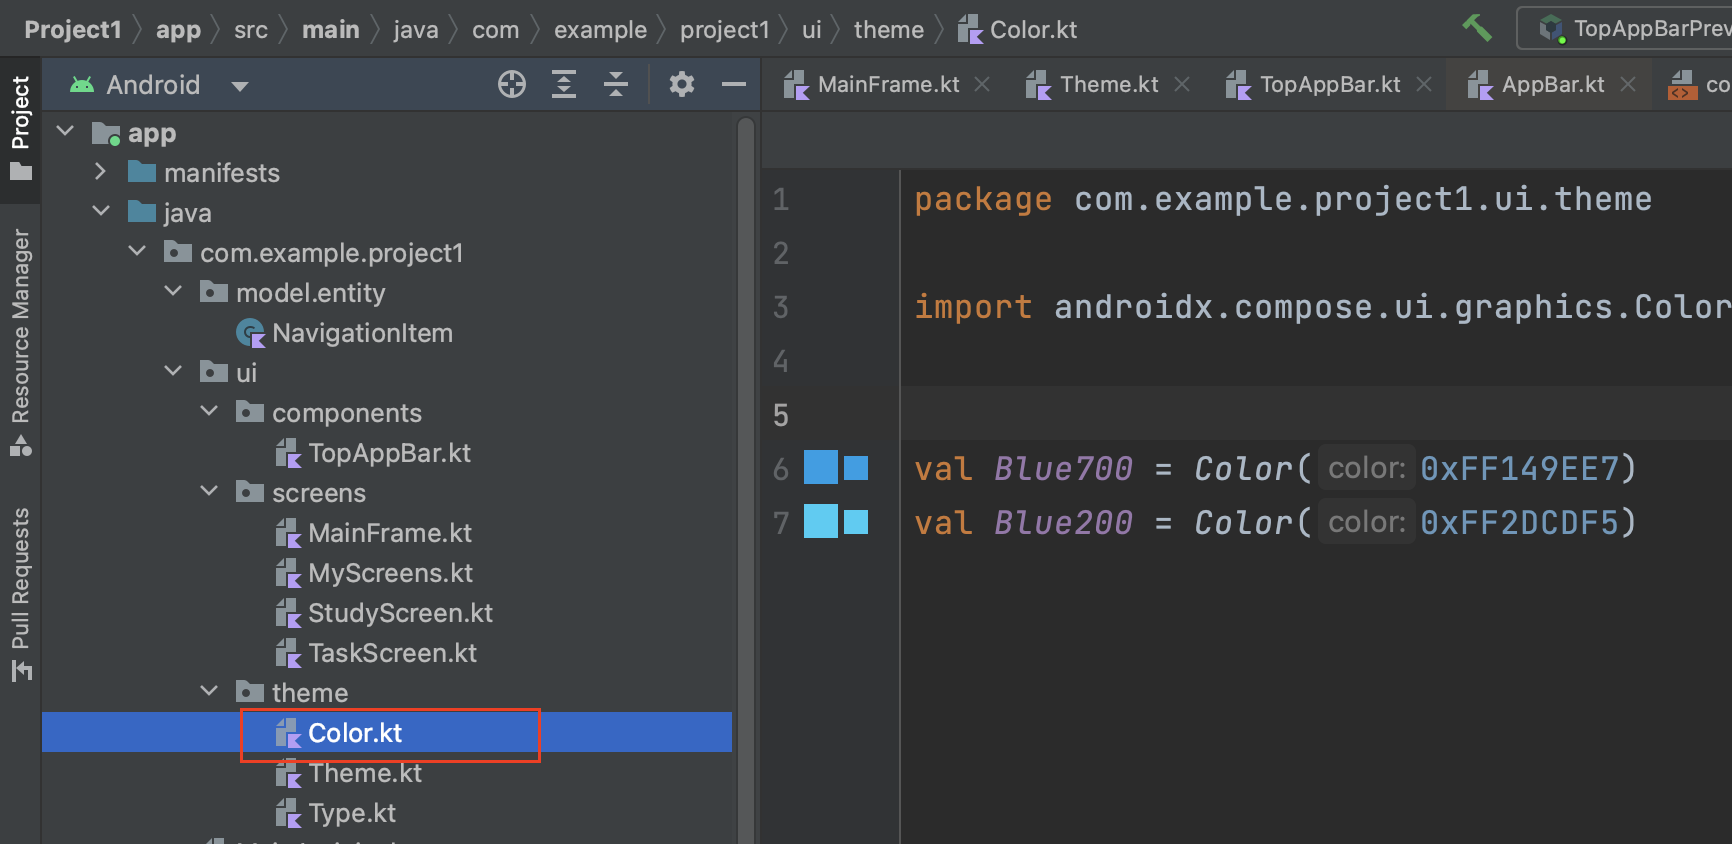 Project1 app src main java com example project1 ui theme Color.kt
TopAppBarPrev
Project
Resource Manager
Pull Requests
Android
app
manifests
java
com.example.project1
model.entity
NavigationItem
ui
components
TopAppBar.kt
screens
MainFrame.kt
MyScreens.kt
StudyScreen.kt
TaskScreen.kt
theme
Color.kt
Theme.kt
Type.kt
MainFrame.kt Theme.kt TopAppBar.kt AppBar.kt co
1 package com.example.project1.ui.theme
2
3 import androidx.compose.ui.graphics.Color
4
5
6 val Blue700 = Color( color: 0xFF149EE7)
7 val Blue200 = Color( color: 0xFF2DCDF5)